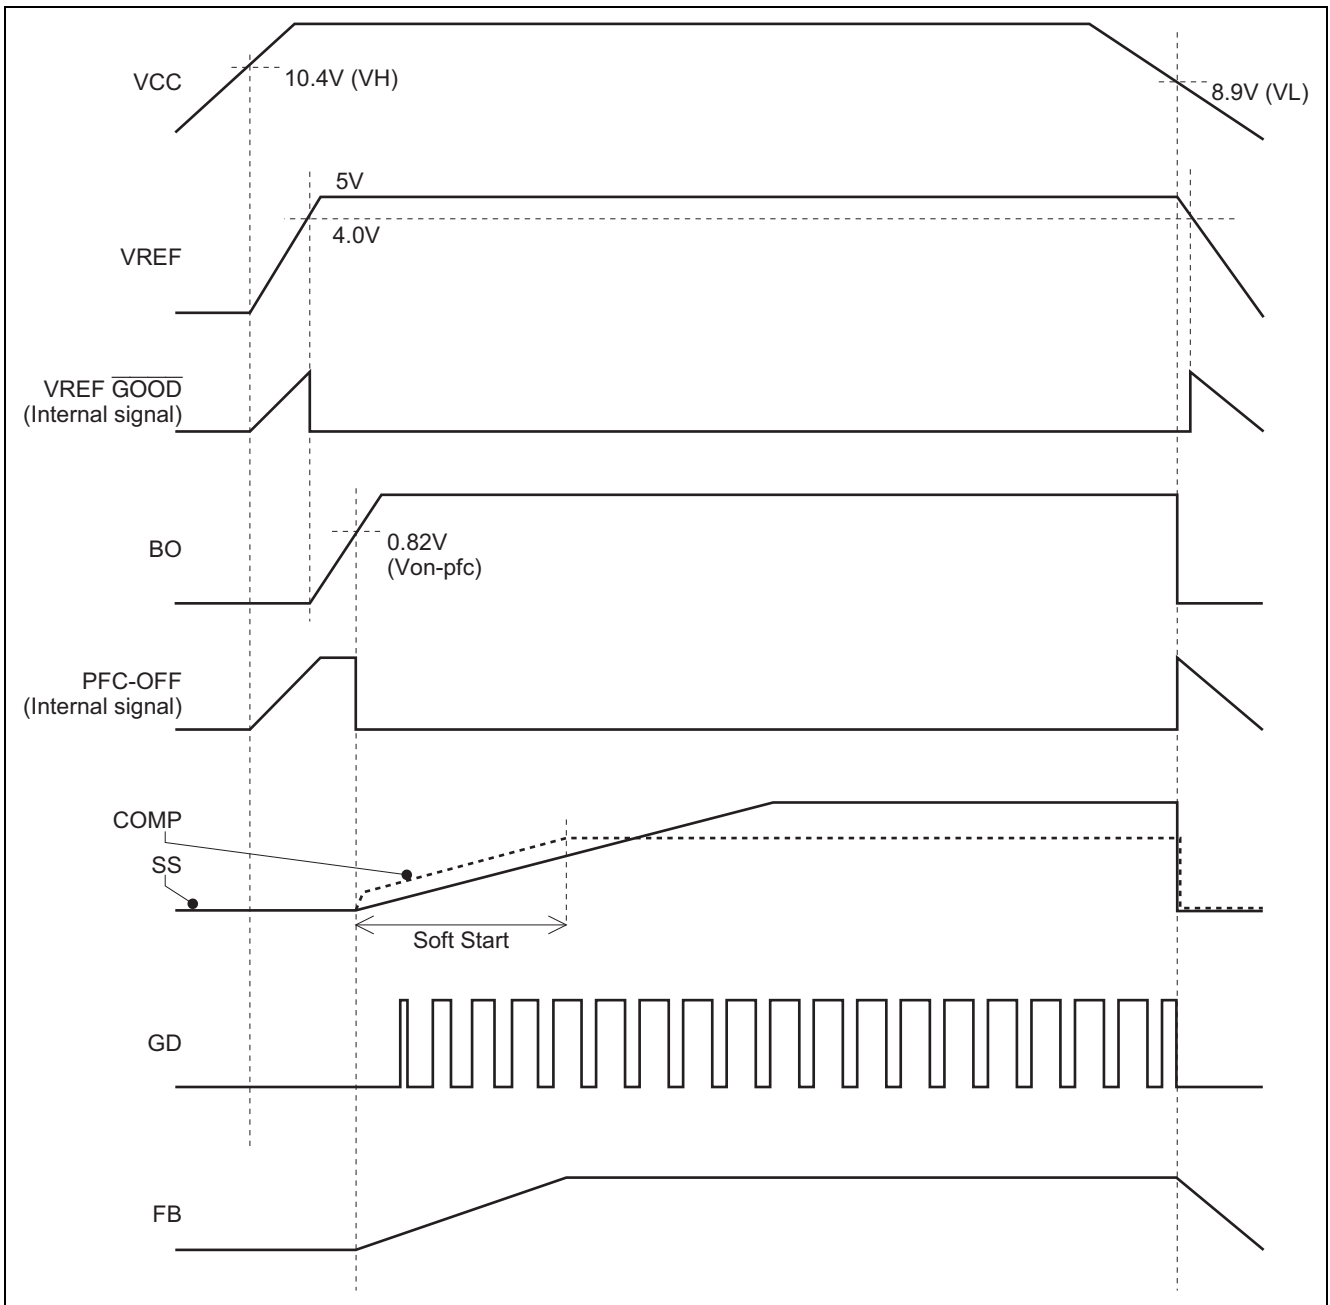 VCC
10.4V (VH)
8.9V (VL)
5V
4.0V
VREF
VREF G̅O̅O̅D̅
(Internal signal)
BO
0.82V
(Von-pfc)
PFC-OFF
(Internal signal)
COMP
SS
Soft Start
GD
FB